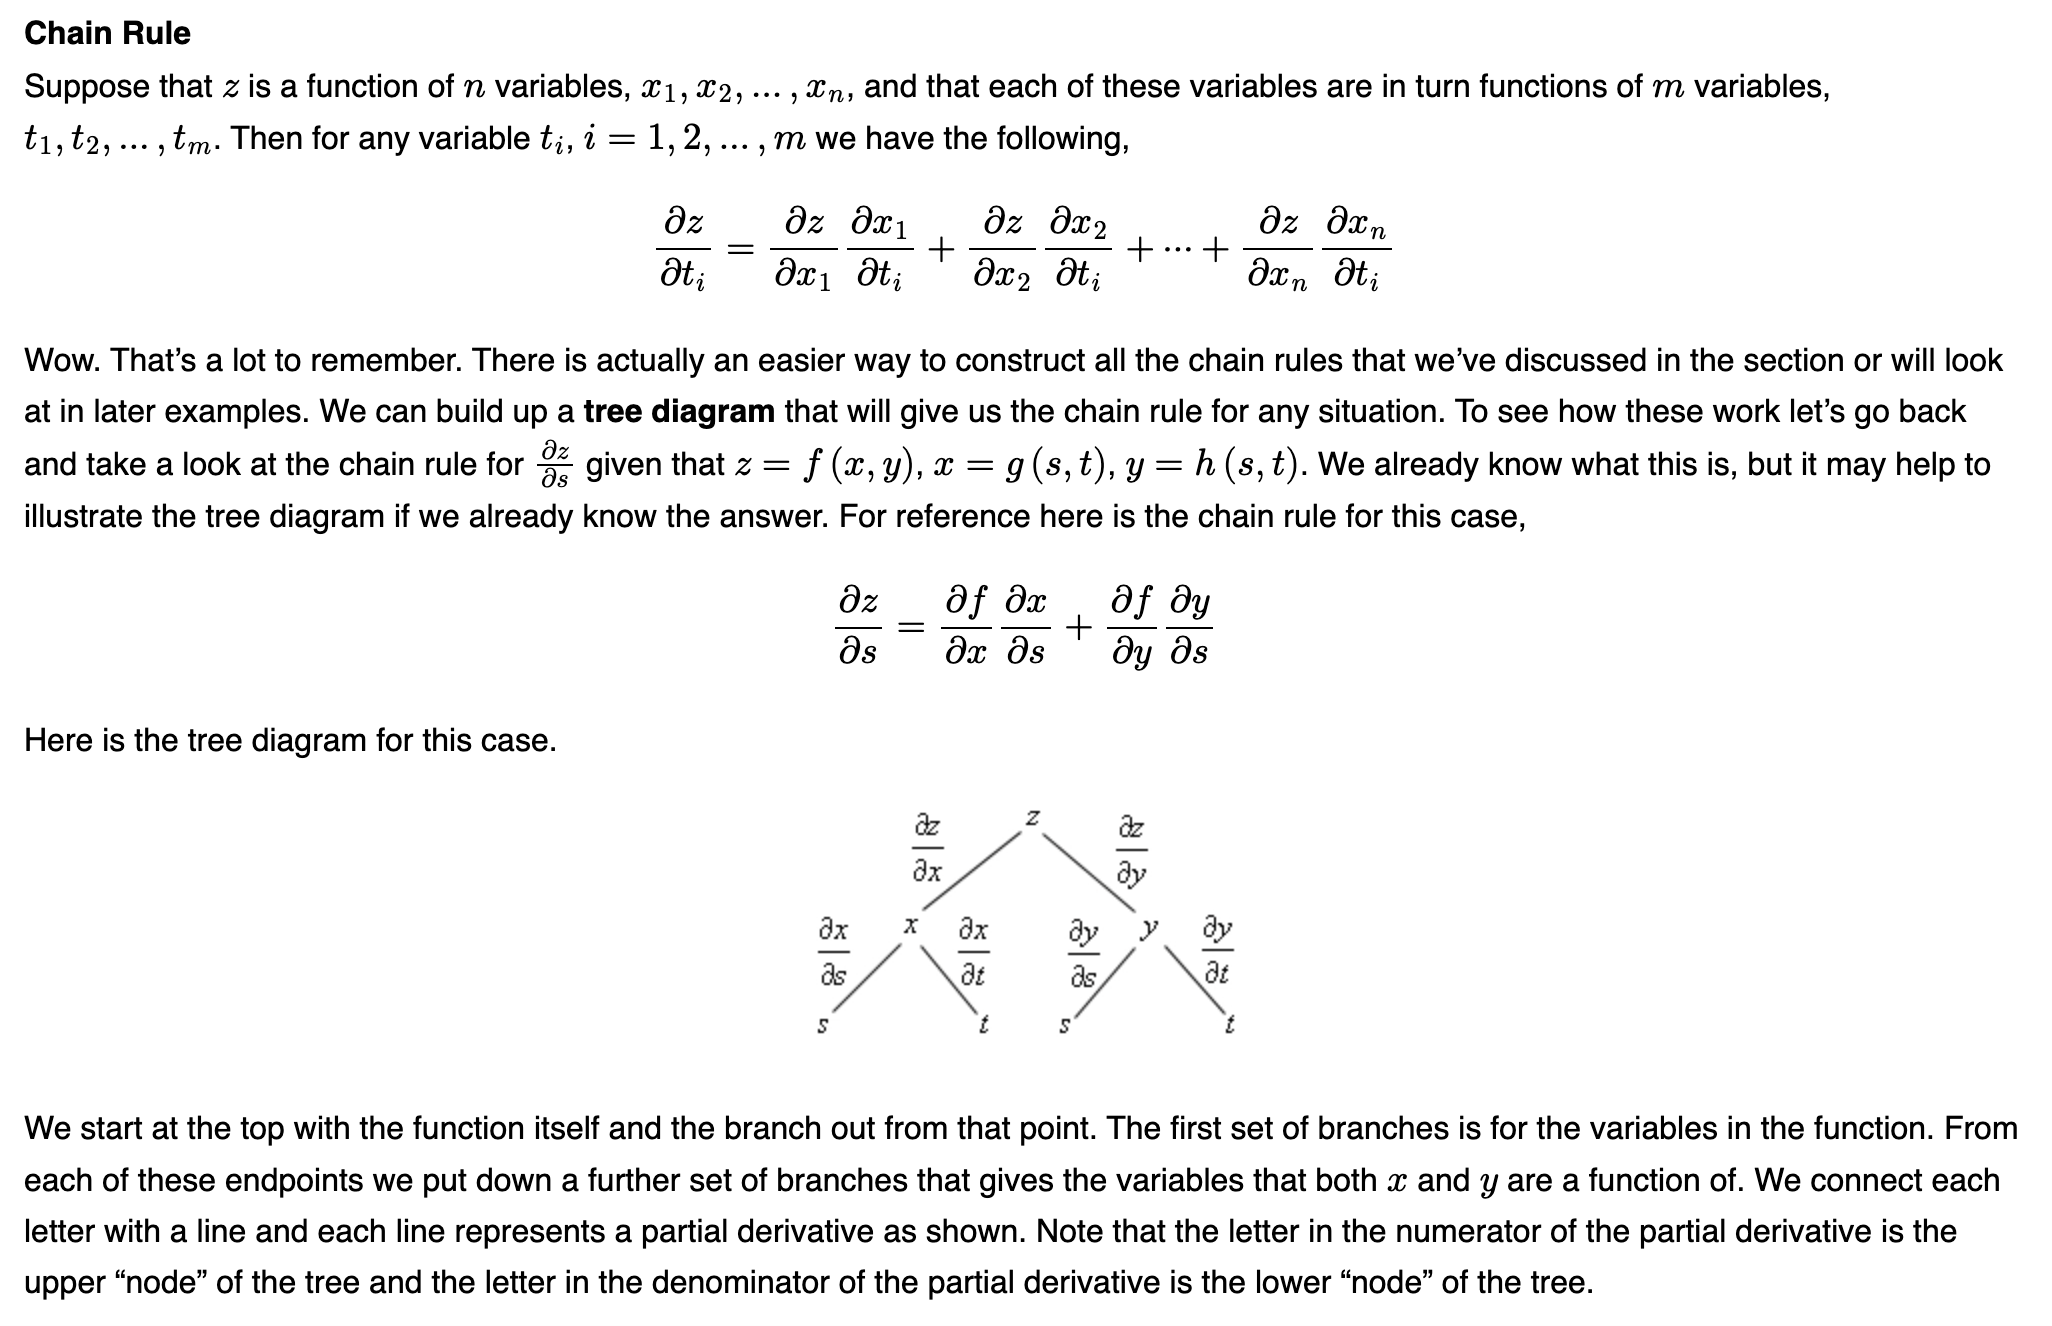 Chain Rule
Suppose that z is a function of n variables, x₁, x₂, … , xₙ, and that each of these variables are in turn functions of m variables,
t₁, t₂, … , tₘ. Then for any variable tᵢ, i = 1, 2, … , m we have the following,
∂z/∂tᵢ = ∂z/∂x₁ ∂x₁/∂tᵢ + ∂z/∂x₂ ∂x₂/∂tᵢ + ⋯ + ∂z/∂xₙ ∂xₙ/∂tᵢ
Wow. That’s a lot to remember. There is actually an easier way to construct all the chain rules that we’ve discussed in the section or will look
at in later examples. We can build up a tree diagram that will give us the chain rule for any situation. To see how these work let’s go back
and take a look at the chain rule for ∂z/∂s given that z = f (x, y), x = g (s, t), y = h (s, t). We already know what this is, but it may help to
illustrate the tree diagram if we already know the answer. For reference here is the chain rule for this case,
∂z/∂s = ∂f/∂x ∂x/∂s + ∂f/∂y ∂y/∂s
Here is the tree diagram for this case.
∂z/∂x z ∂z/∂y
∂x/∂s x ∂x/∂t ∂y/∂s y ∂y/∂t
s t s t
We start at the top with the function itself and the branch out from that point. The first set of branches is for the variables in the function. From
each of these endpoints we put down a further set of branches that gives the variables that both x and y are a function of. We connect each
letter with a line and each line represents a partial derivative as shown. Note that the letter in the numerator of the partial derivative is the
upper “node” of the tree and the letter in the denominator of the partial derivative is the lower “node” of the tree.